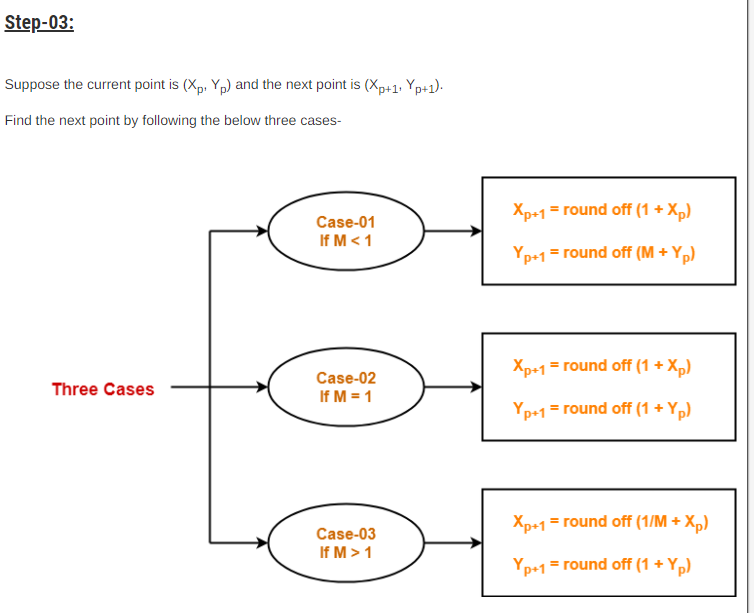 Step-03:
Suppose the current point is (Xp, Yp) and the next point is (Xp+1, Yp+1).
Find the next point by following the below three cases-
Case-01
If M < 1
Xp+1 = round off (1 + Xp)
Yp+1 = round off (M + Yp)
Three Cases
Case-02
If M = 1
Xp+1 = round off (1 + Xp)
Yp+1 = round off (1 + Yp)
Case-03
If M > 1
Xp+1 = round off (1/M + Xp)
Yp+1 = round off (1 + Yp)